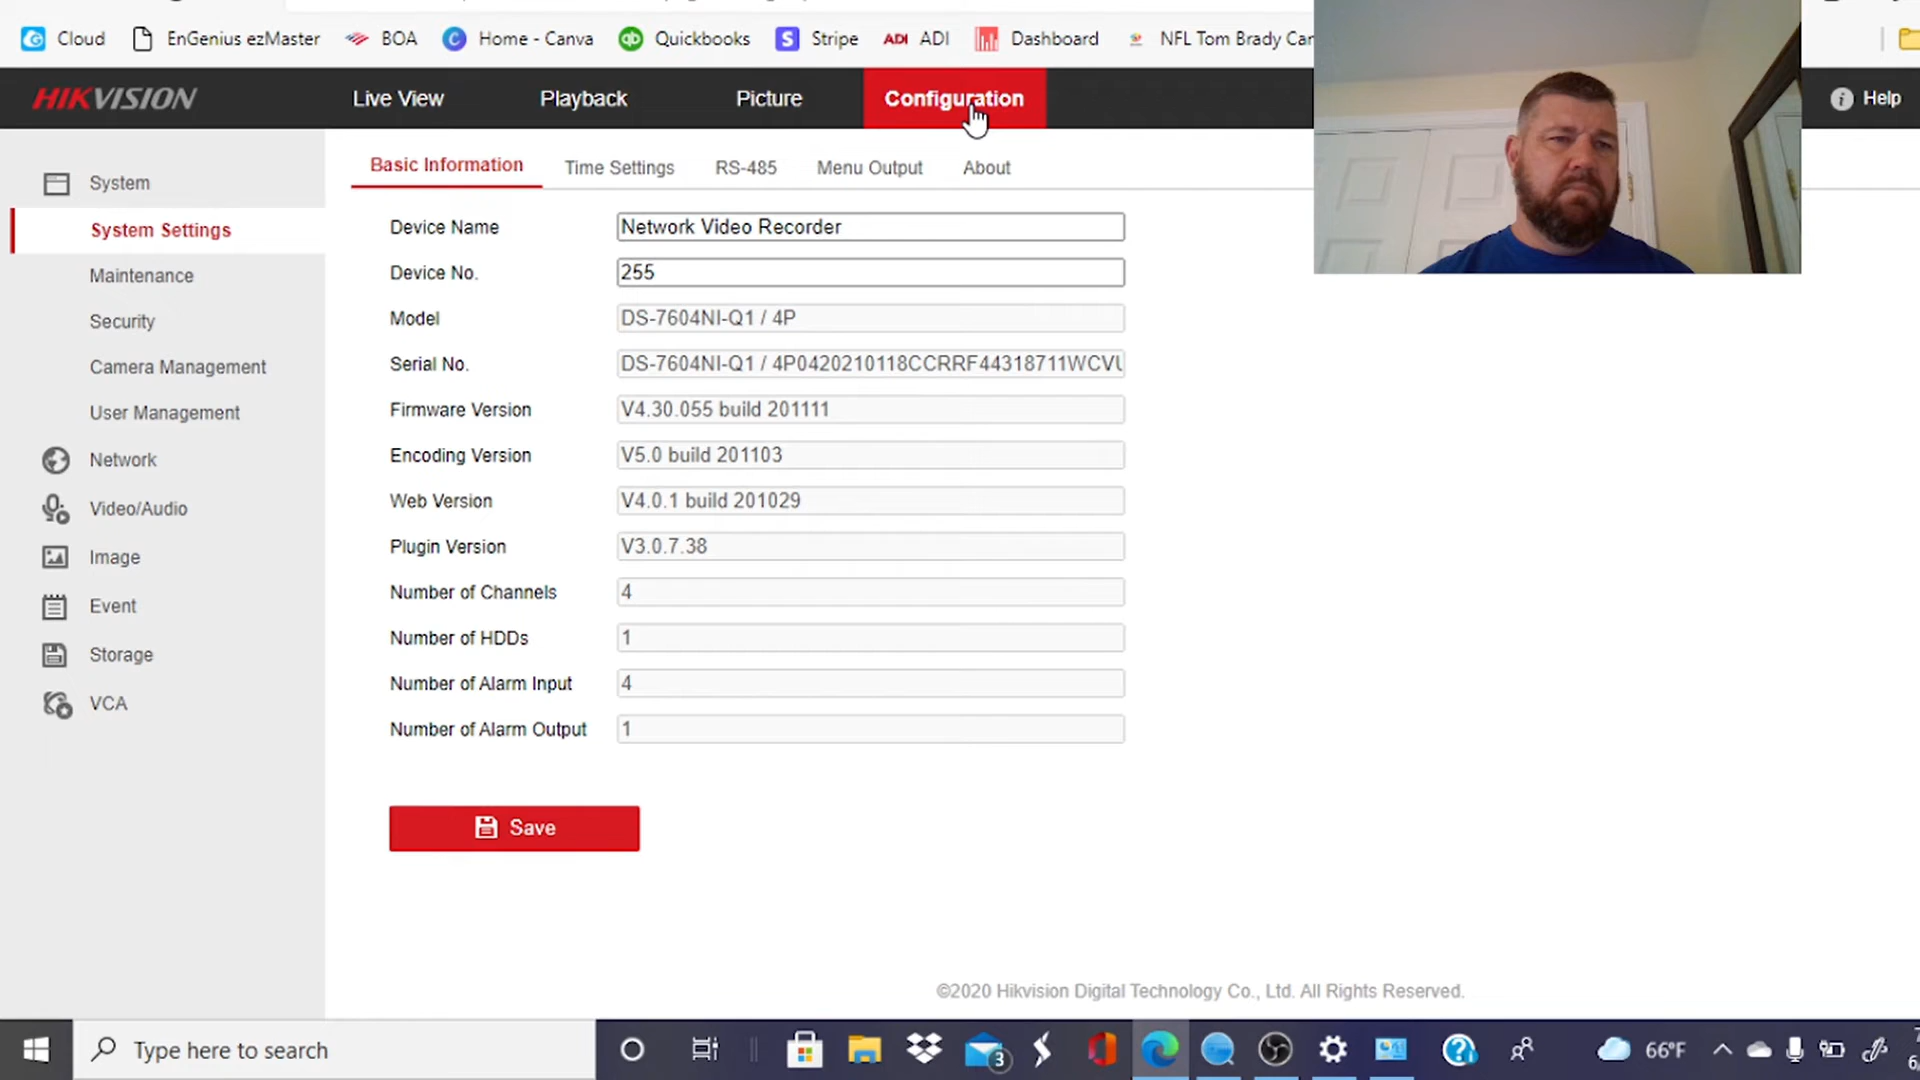 Cloud EnGenius ezMaster BOA Home - Canva Quickbooks Stripe ADI ADI Dashboard NFL Tom Brady Car
HIKVISION Live View Playback Picture Configuration Help
Basic Information Time Settings RS-485 Menu Output About
System
System Settings
Maintenance
Security
Camera Management
User Management
Network
Video/Audio
Image
Event
Storage
VCA
Device Name Network Video Recorder
Device No. 255
Model DS-7604NI-Q1 / 4P
Serial No. DS-7604NI-Q1 / 4P0420210118CCRRF44318711WCVU
Firmware Version V4.30.055 build 201111
Encoding Version V5.0 build 201103
Web Version V4.0.1 build 201029
Plugin Version V3.0.7.38
Number of Channels 4
Number of HDDs 1
Number of Alarm Input 4
Number of Alarm Output 1
Save
©2020 Hikvision Digital Technology Co., Ltd. All Rights Reserved.
Type here to search 3 66°F